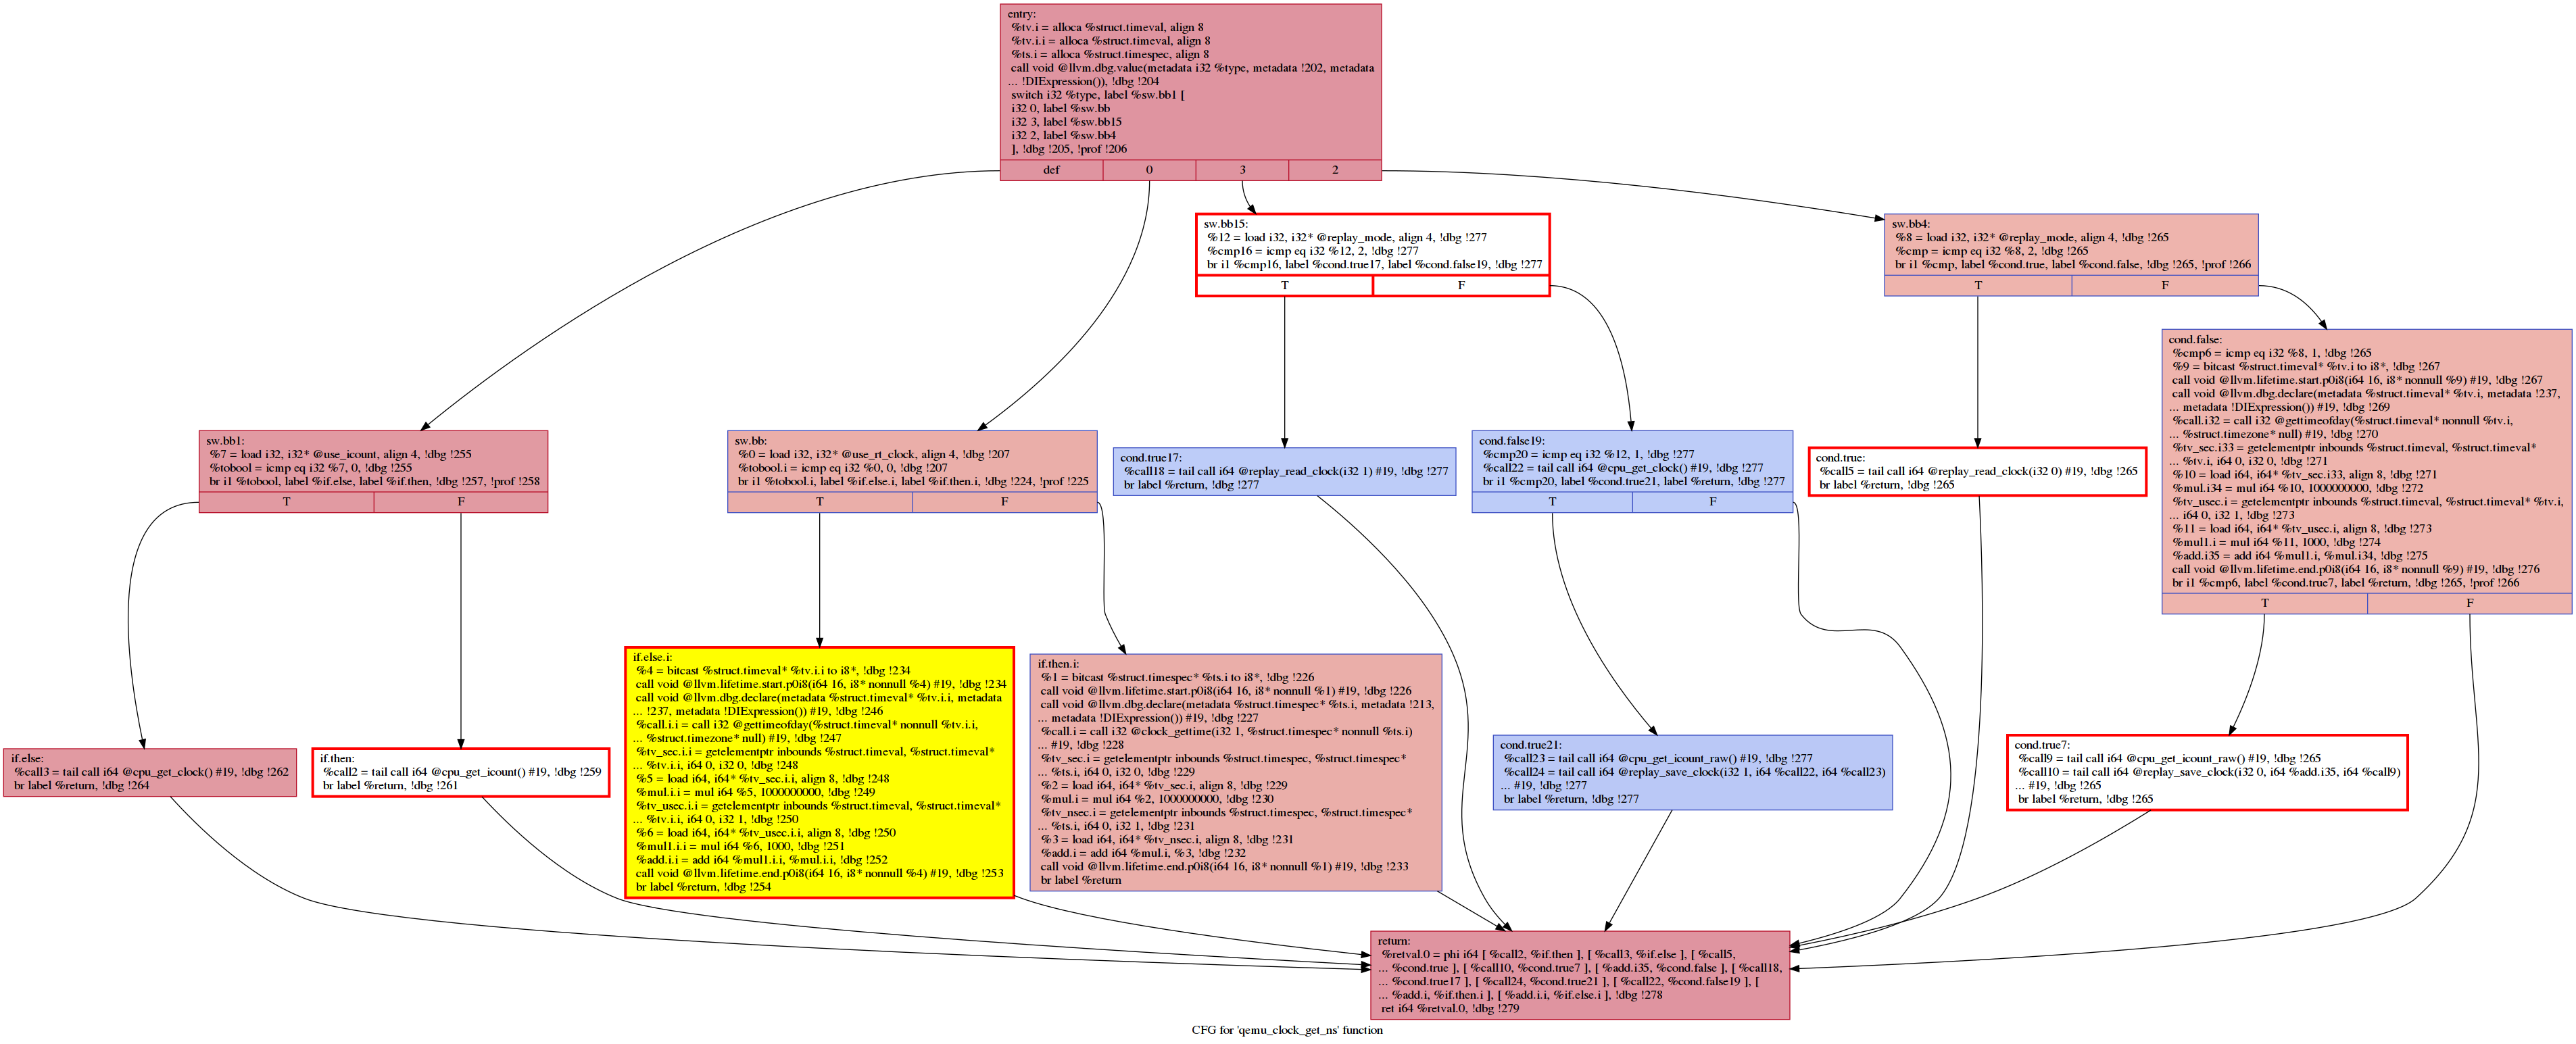 entry:
%tv.i = alloca %struct.timeval, align 8
%tv.i.i = alloca %struct.timeval, align 8
%ts.i = alloca %struct.timespec, align 8
call void @llvm.dbg.value(metadata i32 %type, metadata !202, metadata
... !DIExpression()), !dbg !204
switch i32 %type, label %sw.bb1 [
i32 0, label %sw.bb
i32 3, label %sw.bb15
i32 2, label %sw.bb4
], !dbg !205, !prof !206
def 0 3 2
sw.bb15:
%12 = load i32, i32* @replay_mode, align 4, !dbg !277
%cmp16 = icmp eq i32 %12, 2, !dbg !277
br i1 %cmp16, label %cond.true17, label %cond.false19, !dbg !277
T F
sw.bb4:
%8 = load i32, i32* @replay_mode, align 4, !dbg !265
%cmp = icmp eq i32 %8, 2, !dbg !265
br i1 %cmp, label %cond.true, label %cond.false, !dbg !265, !prof !266
T F
cond.false:
%cmp6 = icmp eq i32 %8, 1, !dbg !265
%9 = bitcast %struct.timeval* %tv.i to i8*, !dbg !267
call void @llvm.lifetime.start.p0i8(i64 16, i8* nonnull %9) #19, !dbg !267
call void @llvm.dbg.declare(metadata %struct.timeval* %tv.i, metadata !237,
... metadata !DIExpression()) #19, !dbg !269
%call.i32 = call i32 @gettimeofday(%struct.timeval* nonnull %tv.i,
... %struct.timezone* null) #19, !dbg !270
%tv_sec.i33 = getelementptr inbounds %struct.timeval, %struct.timeval*
... %tv.i, i64 0, i32 0, !dbg !271
%10 = load i64, i64* %tv_sec.i33, align 8, !dbg !271
%mul.i34 = mul i64 %10, 1000000000, !dbg !272
%tv_usec.i = getelementptr inbounds %struct.timeval, %struct.timeval* %tv.i,
... i64 0, i32 1, !dbg !273
%11 = load i64, i64* %tv_usec.i, align 8, !dbg !273
%mul1.i = mul i64 %11, 1000, !dbg !274
%add.i35 = add i64 %mul1.i, %mul.i34, !dbg !275
call void @llvm.lifetime.end.p0i8(i64 16, i8* nonnull %9) #19, !dbg !276
br i1 %cmp6, label %cond.true7, label %return, !dbg !265, !prof !266
T F
sw.bb1:
%7 = load i32, i32* @use_icount, align 4, !dbg !255
%tobool = icmp eq i32 %7, 0, !dbg !255
br i1 %tobool, label %if.else, label %if.then, !dbg !257, !prof !258
T F
sw.bb:
%0 = load i32, i32* @use_rt_clock, align 4, !dbg !207
%tobool.i = icmp eq i32 %0, 0, !dbg !207
br i1 %tobool.i, label %if.else.i, label %if.then.i, !dbg !224, !prof !225
T F
cond.true17:
%call18 = tail call i64 @replay_read_clock(i32 1) #19, !dbg !277
br label %return, !dbg !277
cond.false19:
%cmp20 = icmp eq i32 %12, 1, !dbg !277
%call22 = tail call i64 @cpu_get_clock() #19, !dbg !277
br i1 %cmp20, label %cond.true21, label %return, !dbg !277
T F
cond.true:
%call5 = tail call i64 @replay_read_clock(i32 0) #19, !dbg !265
br label %return, !dbg !265
if.else:
%call3 = tail call i64 @cpu_get_clock() #19, !dbg !262
br label %return, !dbg !264
if.then:
%call2 = tail call i64 @cpu_get_icount() #19, !dbg !259
br label %return, !dbg !261
if.else.i:
%4 = bitcast %struct.timeval* %tv.i.i to i8*, !dbg !234
call void @llvm.lifetime.start.p0i8(i64 16, i8* nonnull %4) #19, !dbg !234
call void @llvm.dbg.declare(metadata %struct.timeval* %tv.i.i, metadata
... !237, metadata !DIExpression()) #19, !dbg !246
%call.i.i = call i32 @gettimeofday(%struct.timeval* nonnull %tv.i.i,
... %struct.timezone* null) #19, !dbg !247
%tv_sec.i.i = getelementptr inbounds %struct.timeval, %struct.timeval*
... %tv.i.i, i64 0, i32 0, !dbg !248
%5 = load i64, i64* %tv_sec.i.i, align 8, !dbg !248
%mul.i.i = mul i64 %5, 1000000000, !dbg !249
%tv_usec.i.i = getelementptr inbounds %struct.timeval, %struct.timeval*
... %tv.i.i, i64 0, i32 1, !dbg !250
%6 = load i64, i64* %tv_usec.i.i, align 8, !dbg !250
%mul1.i.i = mul i64 %6, 1000, !dbg !251
%add.i.i = add i64 %mul1.i.i, %mul.i.i, !dbg !252
call void @llvm.lifetime.end.p0i8(i64 16, i8* nonnull %4) #19, !dbg !253
br label %return, !dbg !254
if.then.i:
%1 = bitcast %struct.timespec* %ts.i to i8*, !dbg !226
call void @llvm.lifetime.start.p0i8(i64 16, i8* nonnull %1) #19, !dbg !226
call void @llvm.dbg.declare(metadata %struct.timespec* %ts.i, metadata !213,
... metadata !DIExpression()) #19, !dbg !227
%call.i = call i32 @clock_gettime(i32 1, %struct.timespec* nonnull %ts.i)
... #19, !dbg !228
%tv_sec.i = getelementptr inbounds %struct.timespec, %struct.timespec*
... %ts.i, i64 0, i32 0, !dbg !229
%2 = load i64, i64* %tv_sec.i, align 8, !dbg !229
%mul.i = mul i64 %2, 1000000000, !dbg !230
%tv_nsec.i = getelementptr inbounds %struct.timespec, %struct.timespec*
... %ts.i, i64 0, i32 1, !dbg !231
%3 = load i64, i64* %tv_nsec.i, align 8, !dbg !231
%add.i = add i64 %mul.i, %3, !dbg !232
call void @llvm.lifetime.end.p0i8(i64 16, i8* nonnull %1) #19, !dbg !233
br label %return
cond.true21:
%call23 = tail call i64 @cpu_get_icount_raw() #19, !dbg !277
%call24 = tail call i64 @replay_save_clock(i32 1, i64 %call22, i64 %call23)
... #19, !dbg !277
br label %return, !dbg !277
cond.true7:
%call9 = tail call i64 @cpu_get_icount_raw() #19, !dbg !265
%call10 = tail call i64 @replay_save_clock(i32 0, i64 %add.i35, i64 %call9)
... #19, !dbg !265
br label %return, !dbg !265
return:
%retval.0 = phi i64 [ %call2, %if.then ], [ %call3, %if.else ], [ %call5,
... %cond.true ], [ %call10, %cond.true7 ], [ %add.i35, %cond.false ], [ %call18,
... %cond.true17 ], [ %call24, %cond.true21 ], [ %call22, %cond.false19 ], [
... %add.i, %if.then.i ], [ %add.i.i, %if.else.i ], !dbg !278
ret i64 %retval.0, !dbg !279
CFG for 'qemu_clock_get_ns' function